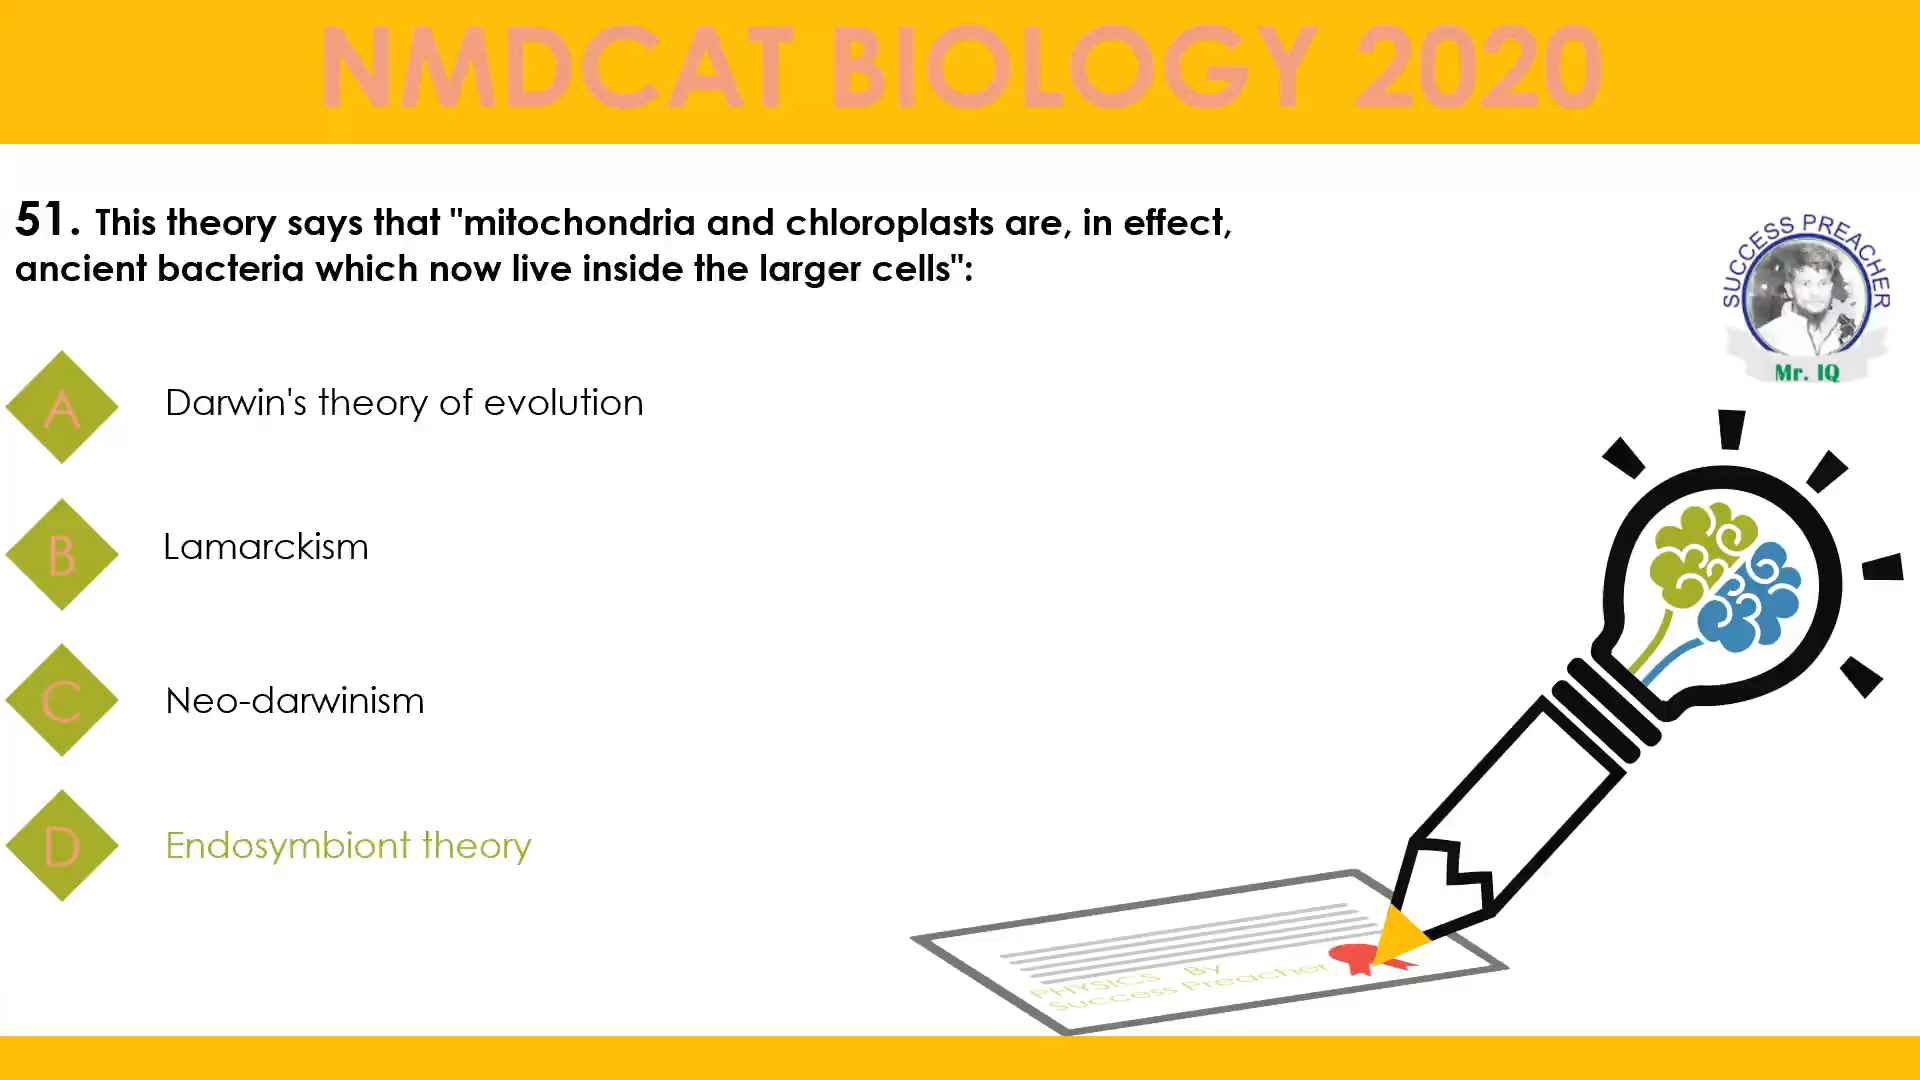 NMDCAT BIOLOGY 2020
51. This theory says that "mitochondria and chloroplasts are, in effect,
ancient bacteria which now live inside the larger cells":
SUCCESS PREACHER
Mr. IQ
A Darwin's theory of evolution
B Lamarckism
C Neo-darwinism
D Endosymbiont theory
PHYSICS By
Success Preacher